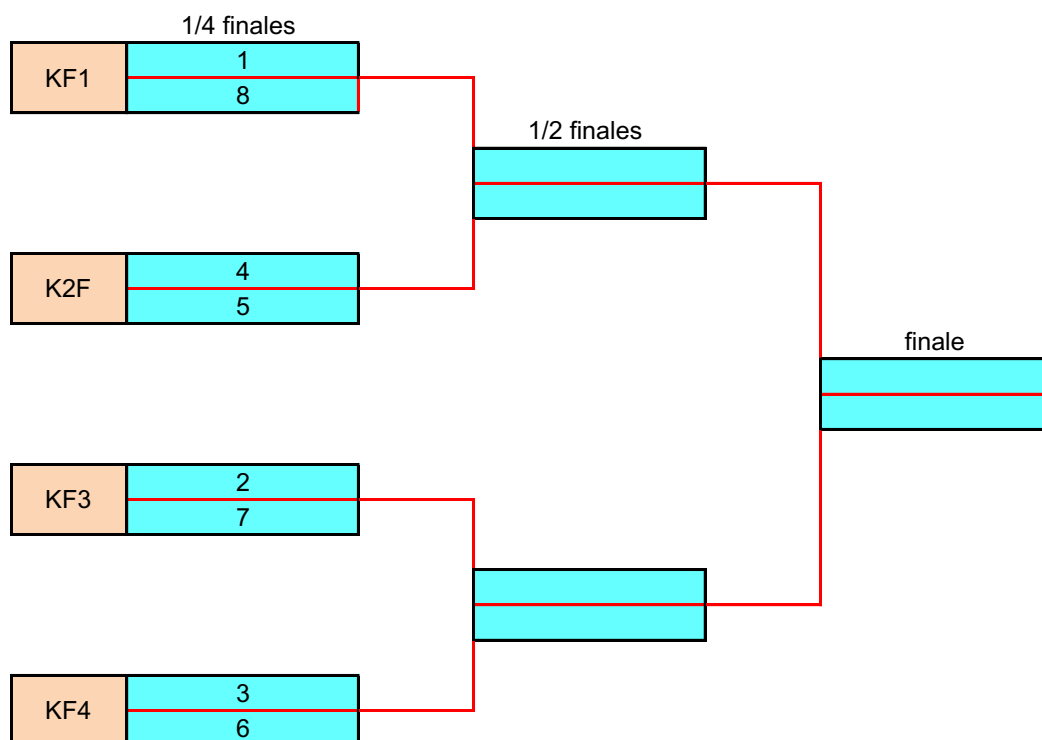 1/4 finales
KF1
1
8
1/2 finales
K2F
4
5
finale
KF3
2
7
KF4
3
6